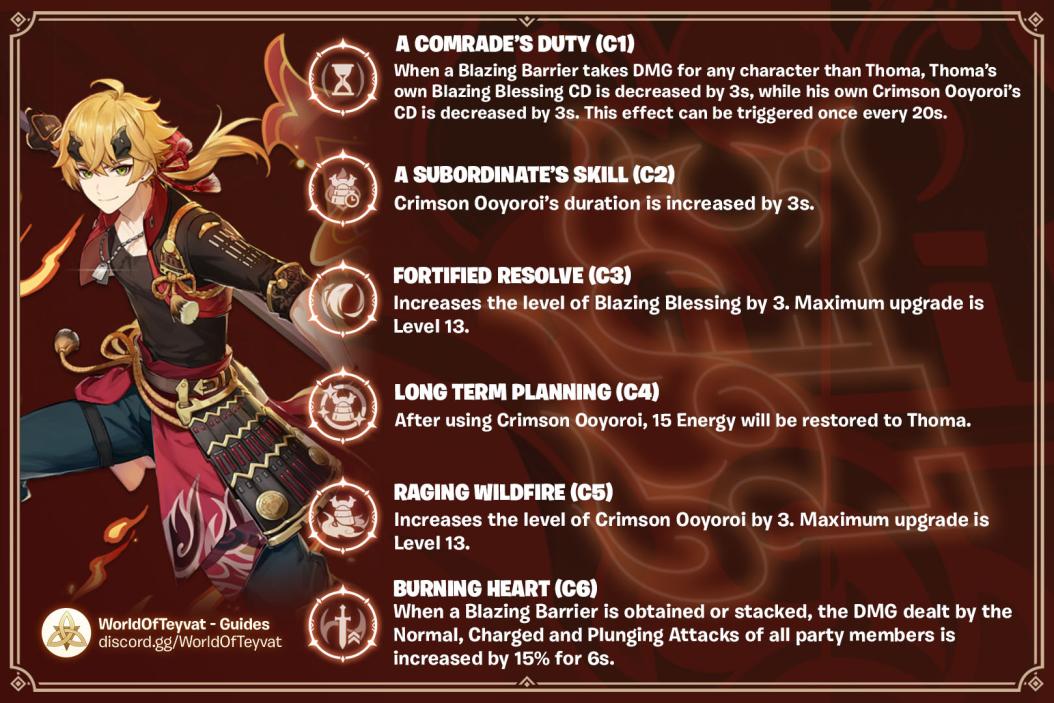 A COMRADE'S DUTY (C1)
When a Blazing Barrier takes DMG for any character than Thoma, Thoma's
own Blazing Blessing CD is decreased by 3s, while his own Crimson Ooyoroi's
CD is decreased by 3s. This effect can be triggered once every 20s.
A SUBORDINATE'S SKILL (C2)
Crimson Ooyoroi's duration is increased by 3s.
FORTIFIED RESOLVE (C3)
Increases the level of Blazing Blessing by 3. Maximum upgrade is
Level 13.
LONG TERM PLANNING (C4)
After using Crimson Ooyoroi, 15 Energy will be restored to Thoma.
RAGING WILDFIRE (C5)
Increases the level of Crimson Ooyoroi by 3. Maximum upgrade is
Level 13.
BURNING HEART (C6)
When a Blazing Barrier is obtained or stacked, the DMG dealt by the
Normal, Charged and Plunging Attacks of all party members is
increased by 15% for 6s.
WorldOfTeyvat - Guides
discord.gg/WorldOfTeyvat